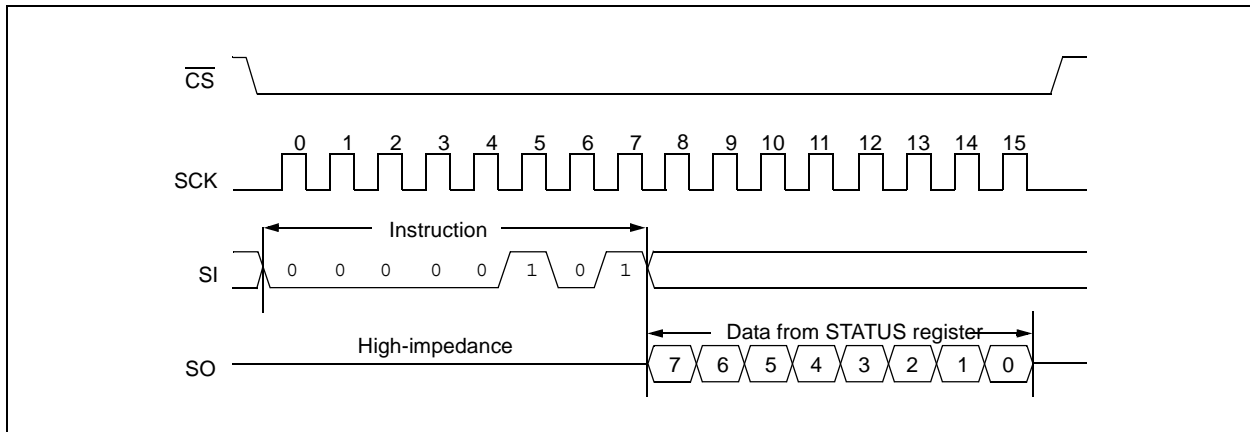 CS
0 1 2 3 4 5 6 7 8 9 10 11 12 13 14 15
SCK
Instruction
SI 0 0 0 0 0 1 0 1
Data from STATUS register
High-impedance
SO 7 6 5 4 3 2 1 0